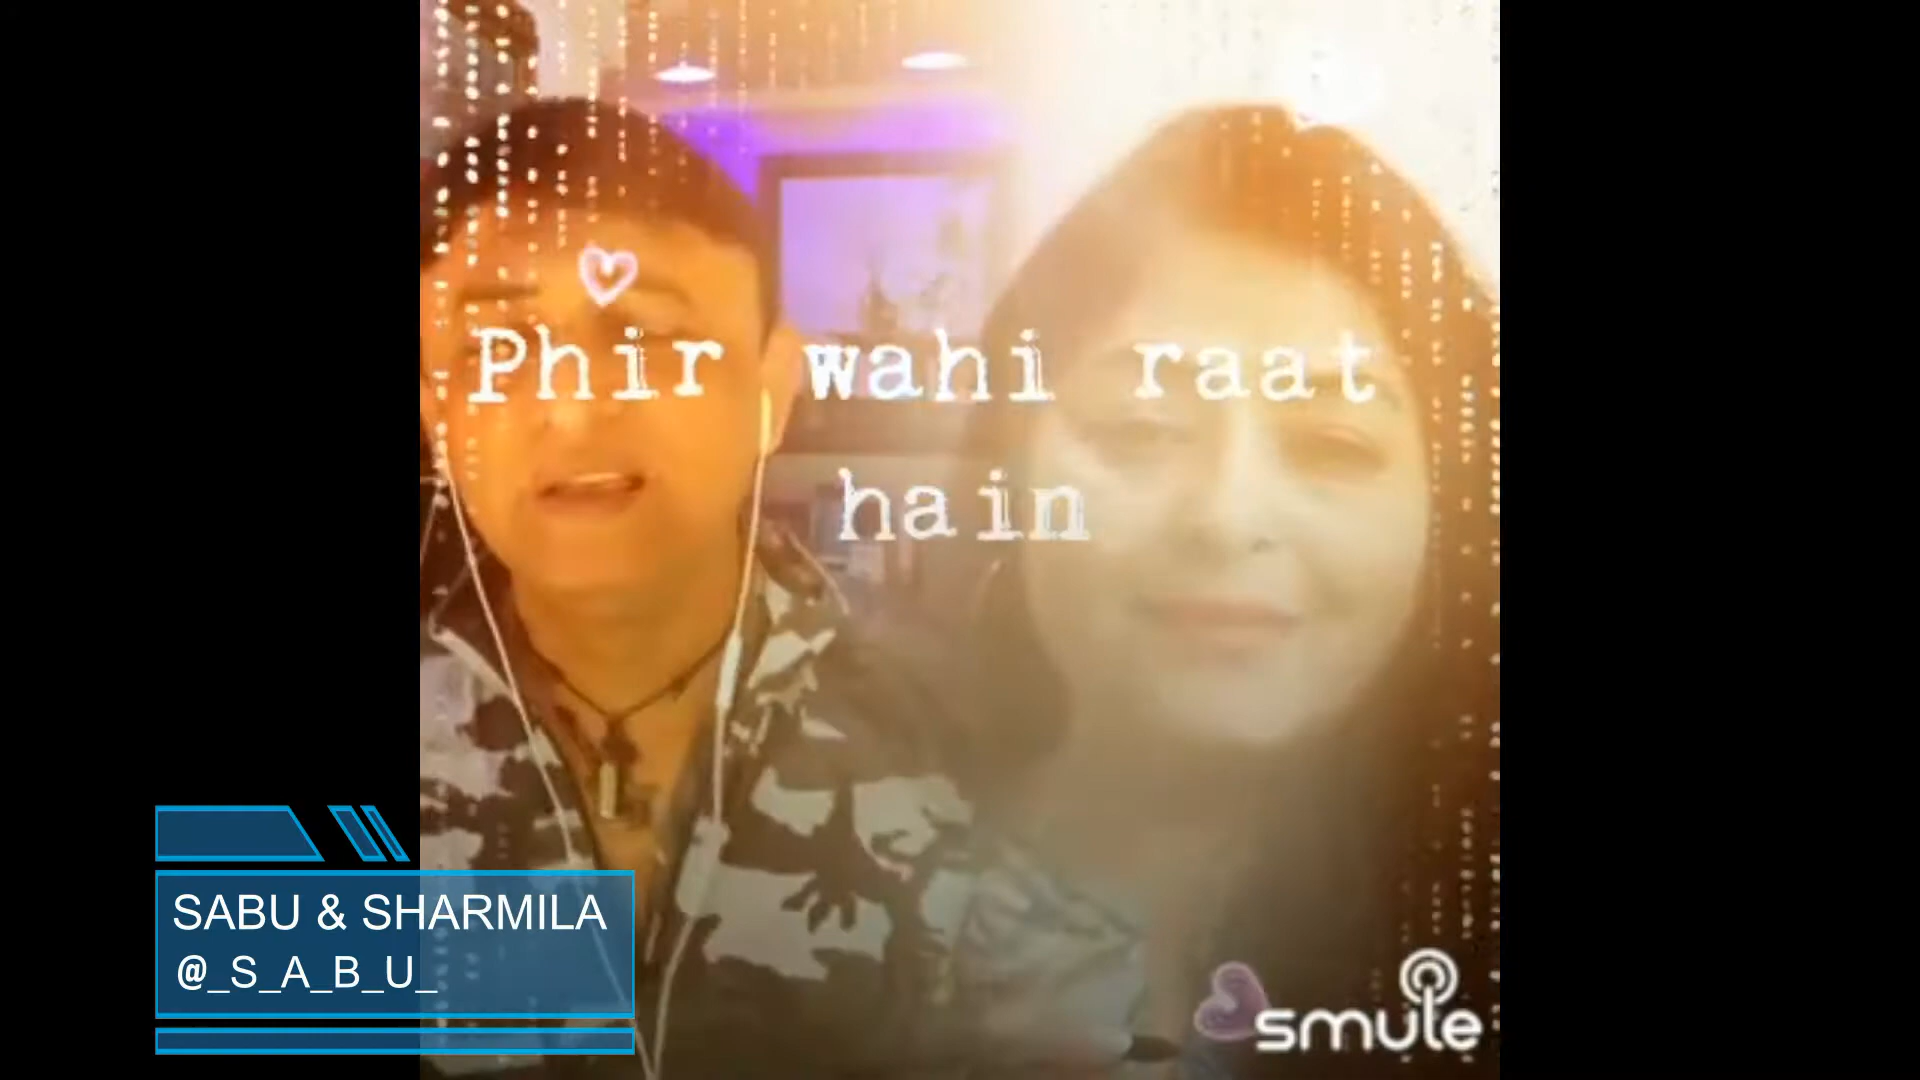 Phir wahi raat
hain
SABU & SHARMILA
@_S_A_B_U_
smule